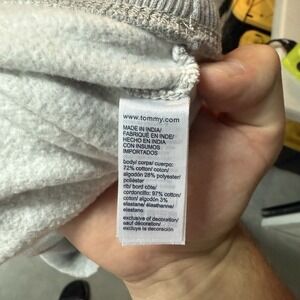 www.tommy.com
MADE IN INDIA/
FABRIQUÉ EN INDE/
HECHO EN INDIA
CON INSUMOS
IMPORTADOS
body/ corps/ cuerpo:
72% cotton/ coton/
algodón 28% polyester/
poliéster
rib/ bord côte/
cordoncillo: 97% cotton/
coton/ algodón 3%
elastane/ élasthanne/
elastano
exclusive of decoration/
sauf décoration/
excluye la decoración